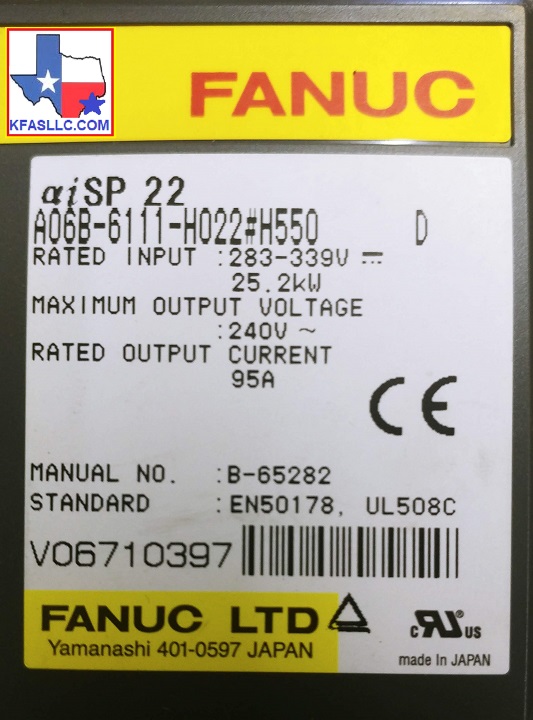 KFASLLC.COM
FANUC
αiSP 22
A06B-6111-H022#H550 D
RATED INPUT :283-339V ⎓
25.2kW
MAXIMUM OUTPUT VOLTAGE
:240V ~
RATED OUTPUT CURRENT
95A
CE
MANUAL NO. :B-65282
STANDARD :EN50178, UL508C
V06710397
FANUC LTD
Yamanashi 401-0597 JAPAN
c RU® US
made In JAPAN